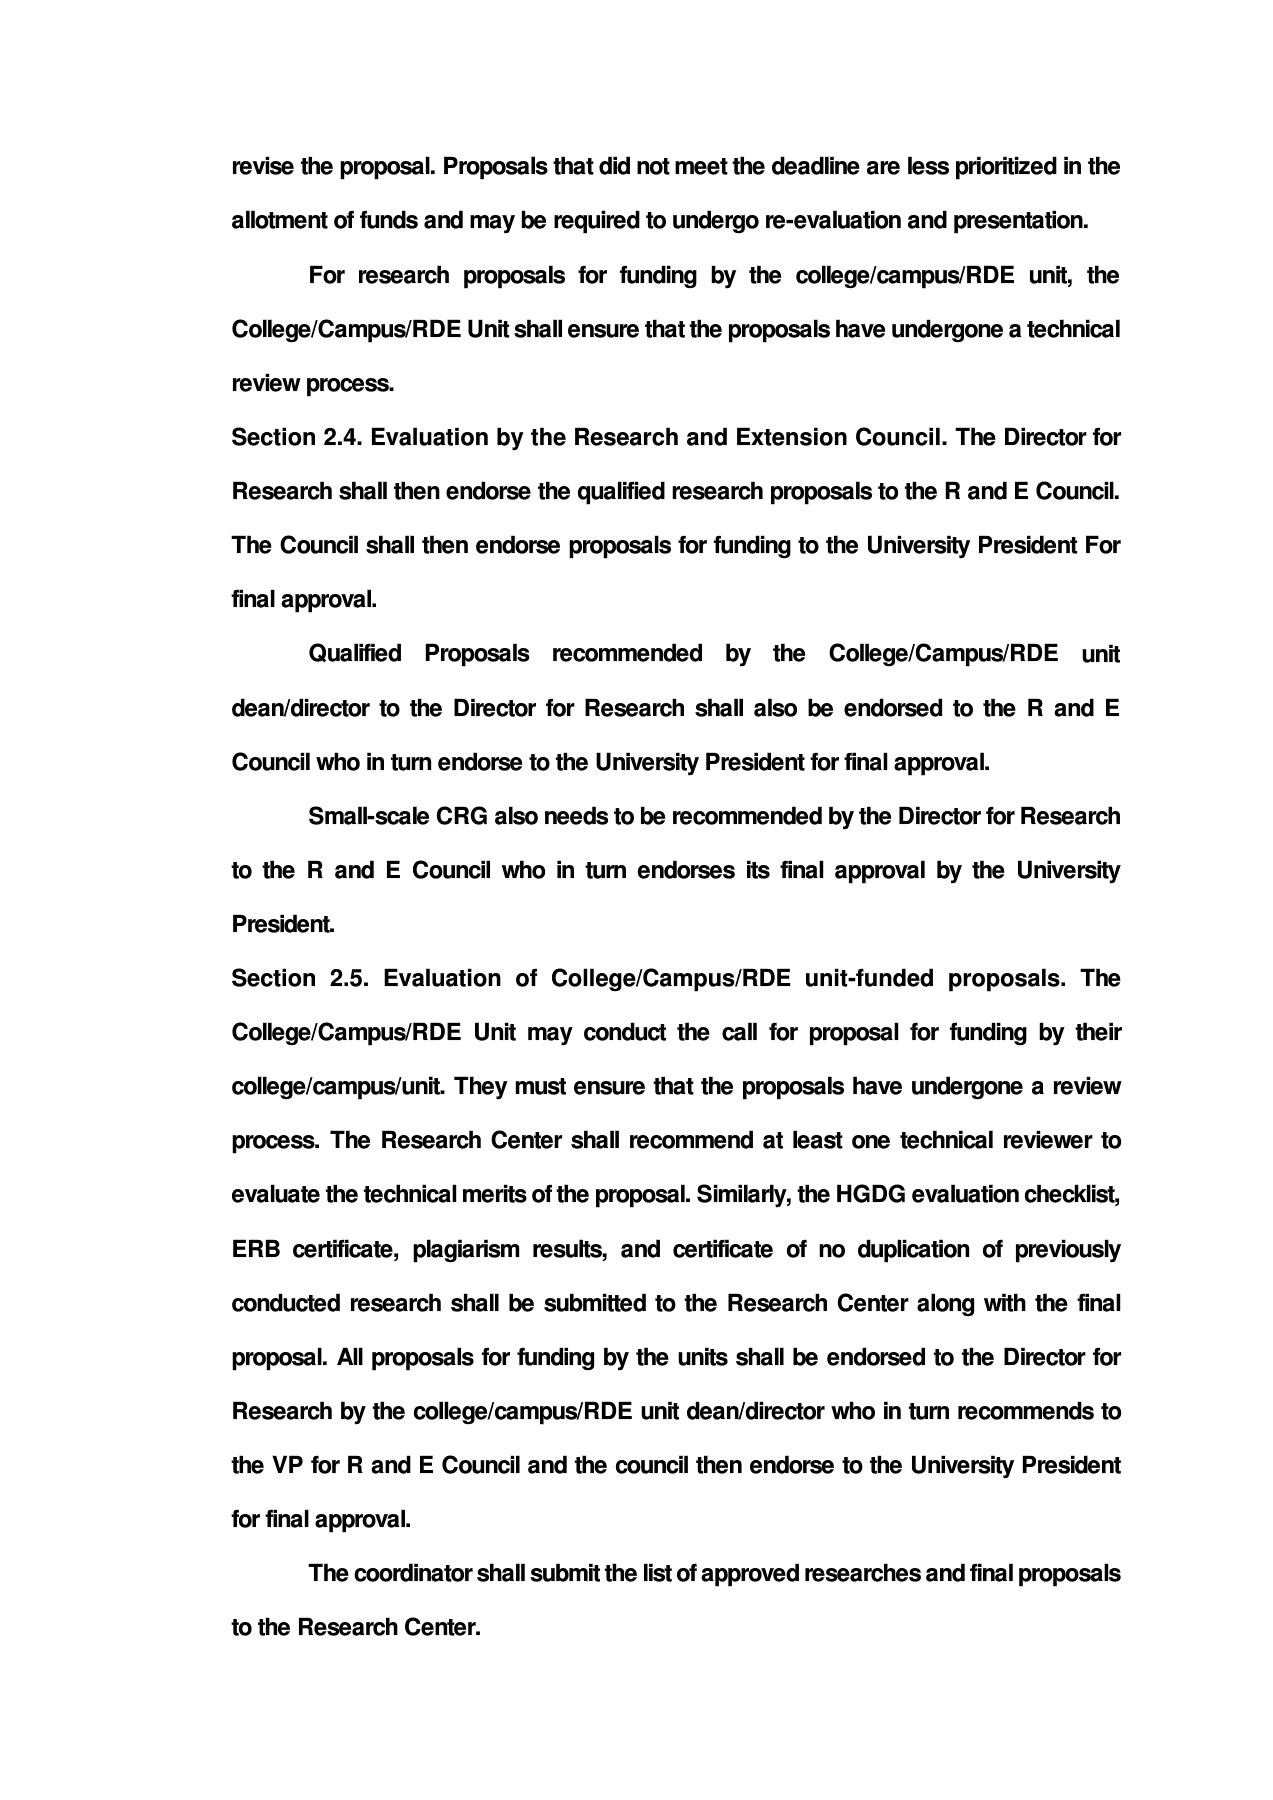 revise the proposal. Proposals that did not meet the deadline are less prioritized in the
allotment of funds and may be required to undergo re-evaluation and presentation.
For research proposals for funding by the college/campus/RDE unit, the
College/Campus/RDE Unit shall ensure that the proposals have undergone a technical
review process.
Section 2.4. Evaluation by the Research and Extension Council. The Director for
Research shall then endorse the qualified research proposals to the R and E Council.
The Council shall then endorse proposals for funding to the University President For
final approval.
Qualified Proposals recommended by the College/Campus/RDE unit
dean/director to the Director for Research shall also be endorsed to the R and E
Council who in turn endorse to the University President for final approval.
Small-scale CRG also needs to be recommended by the Director for Research
to the R and E Council who in turn endorses its final approval by the University
President.
Section 2.5. Evaluation of College/Campus/RDE unit-funded proposals. The
College/Campus/RDE Unit may conduct the call for proposal for funding by their
college/campus/unit. They must ensure that the proposals have undergone a review
process. The Research Center shall recommend at least one technical reviewer to
evaluate the technical merits of the proposal. Similarly, the HGDG evaluation checklist,
ERB certificate, plagiarism results, and certificate of no duplication of previously
conducted research shall be submitted to the Research Center along with the final
proposal. All proposals for funding by the units shall be endorsed to the Director for
Research by the college/campus/RDE unit dean/director who in turn recommends to
the VP for R and E Council and the council then endorse to the University President
for final approval.
The coordinator shall submit the list of approved researches and final proposals
to the Research Center.